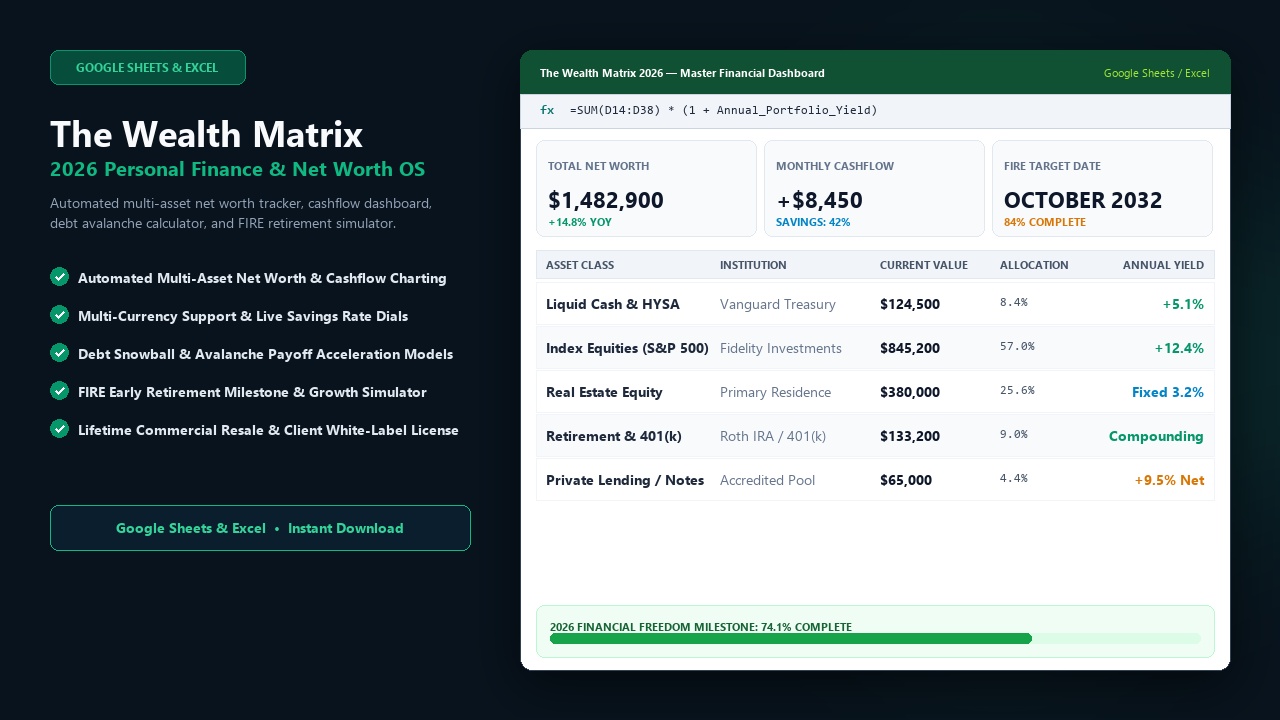 GOOGLE SHEETS & EXCEL
The Wealth Matrix
2026 Personal Finance & Net Worth OS
Automated multi-asset net worth tracker, cashflow dashboard,
debt avalanche calculator, and FIRE retirement simulator.
Automated Multi-Asset Net Worth & Cashflow Charting
Multi-Currency Support & Live Savings Rate Dials
Debt Snowball & Avalanche Payoff Acceleration Models
FIRE Early Retirement Milestone & Growth Simulator
Lifetime Commercial Resale & Client White-Label License
Google Sheets & Excel • Instant Download
The Wealth Matrix 2026 — Master Financial Dashboard Google Sheets / Excel
fx =SUM(D14:D38) * (1 + Annual_Portfolio_Yield)
TOTAL NET WORTH MONTHLY CASHFLOW FIRE TARGET DATE
$1,482,900 +$8,450 OCTOBER 2032
+14.8% YOY SAVINGS: 42% 84% COMPLETE
ASSET CLASS INSTITUTION CURRENT VALUE ALLOCATION ANNUAL YIELD
Liquid Cash & HYSA Vanguard Treasury $124,500 8.4% +5.1%
Index Equities (S&P 500) Fidelity Investments $845,200 57.0% +12.4%
Real Estate Equity Primary Residence $380,000 25.6% Fixed 3.2%
Retirement & 401(k) Roth IRA / 401(k) $133,200 9.0% Compounding
Private Lending / Notes Accredited Pool $65,000 4.4% +9.5% Net
2026 FINANCIAL FREEDOM MILESTONE: 74.1% COMPLETE